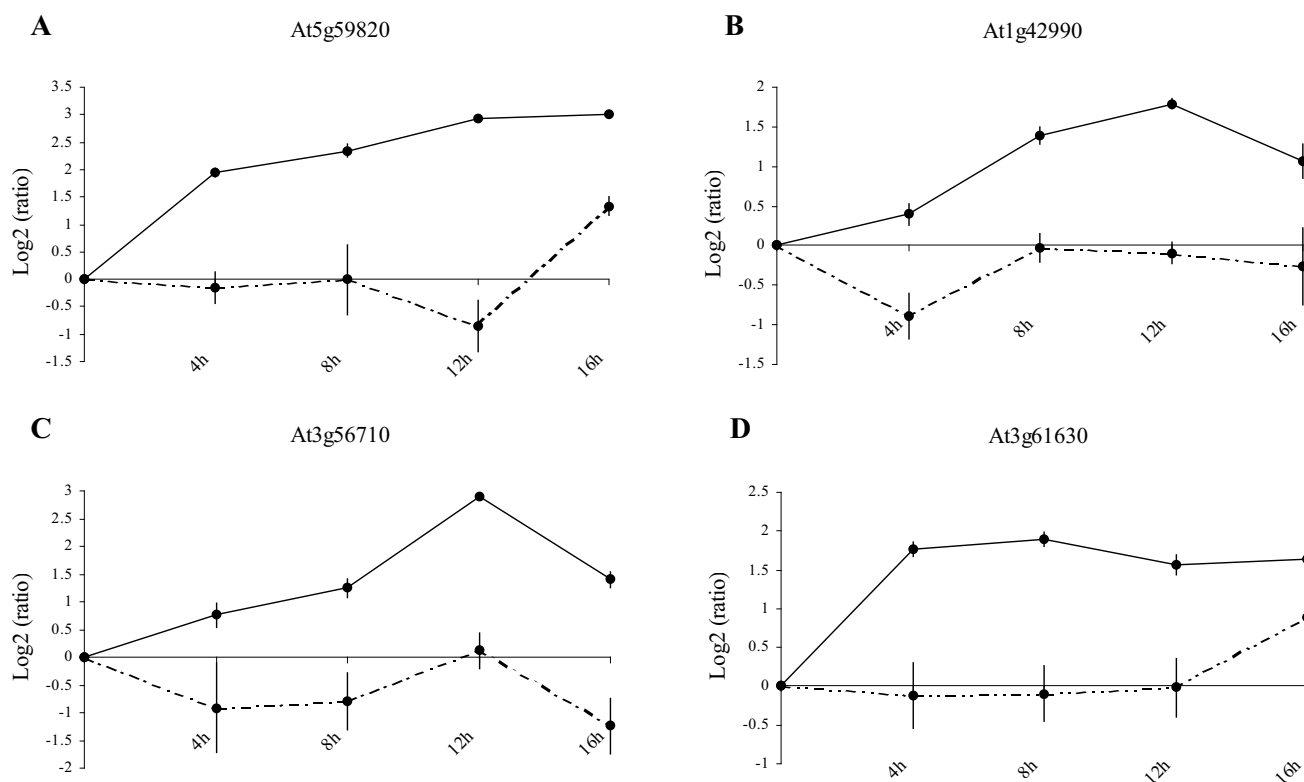 A
At5g59820
3.5
3
2.5
2
1.5
1
0.5
0
-0.5
-1
-1.5
Log2 (ratio)
4h
8h
12h
16h
B
At1g42990
2
1.5
1
0.5
0
-0.5
-1
-1.5
Log2 (ratio)
4h
8h
12h
16h
C
At3g56710
3
2.5
2
1.5
1
0.5
0
-0.5
-1
-1.5
-2
Log2 (ratio)
4h
8h
12h
16h
D
At3g61630
2.5
2
1.5
1
0.5
0
-0.5
-1
Log2 (ratio)
4h
8h
12h
16h